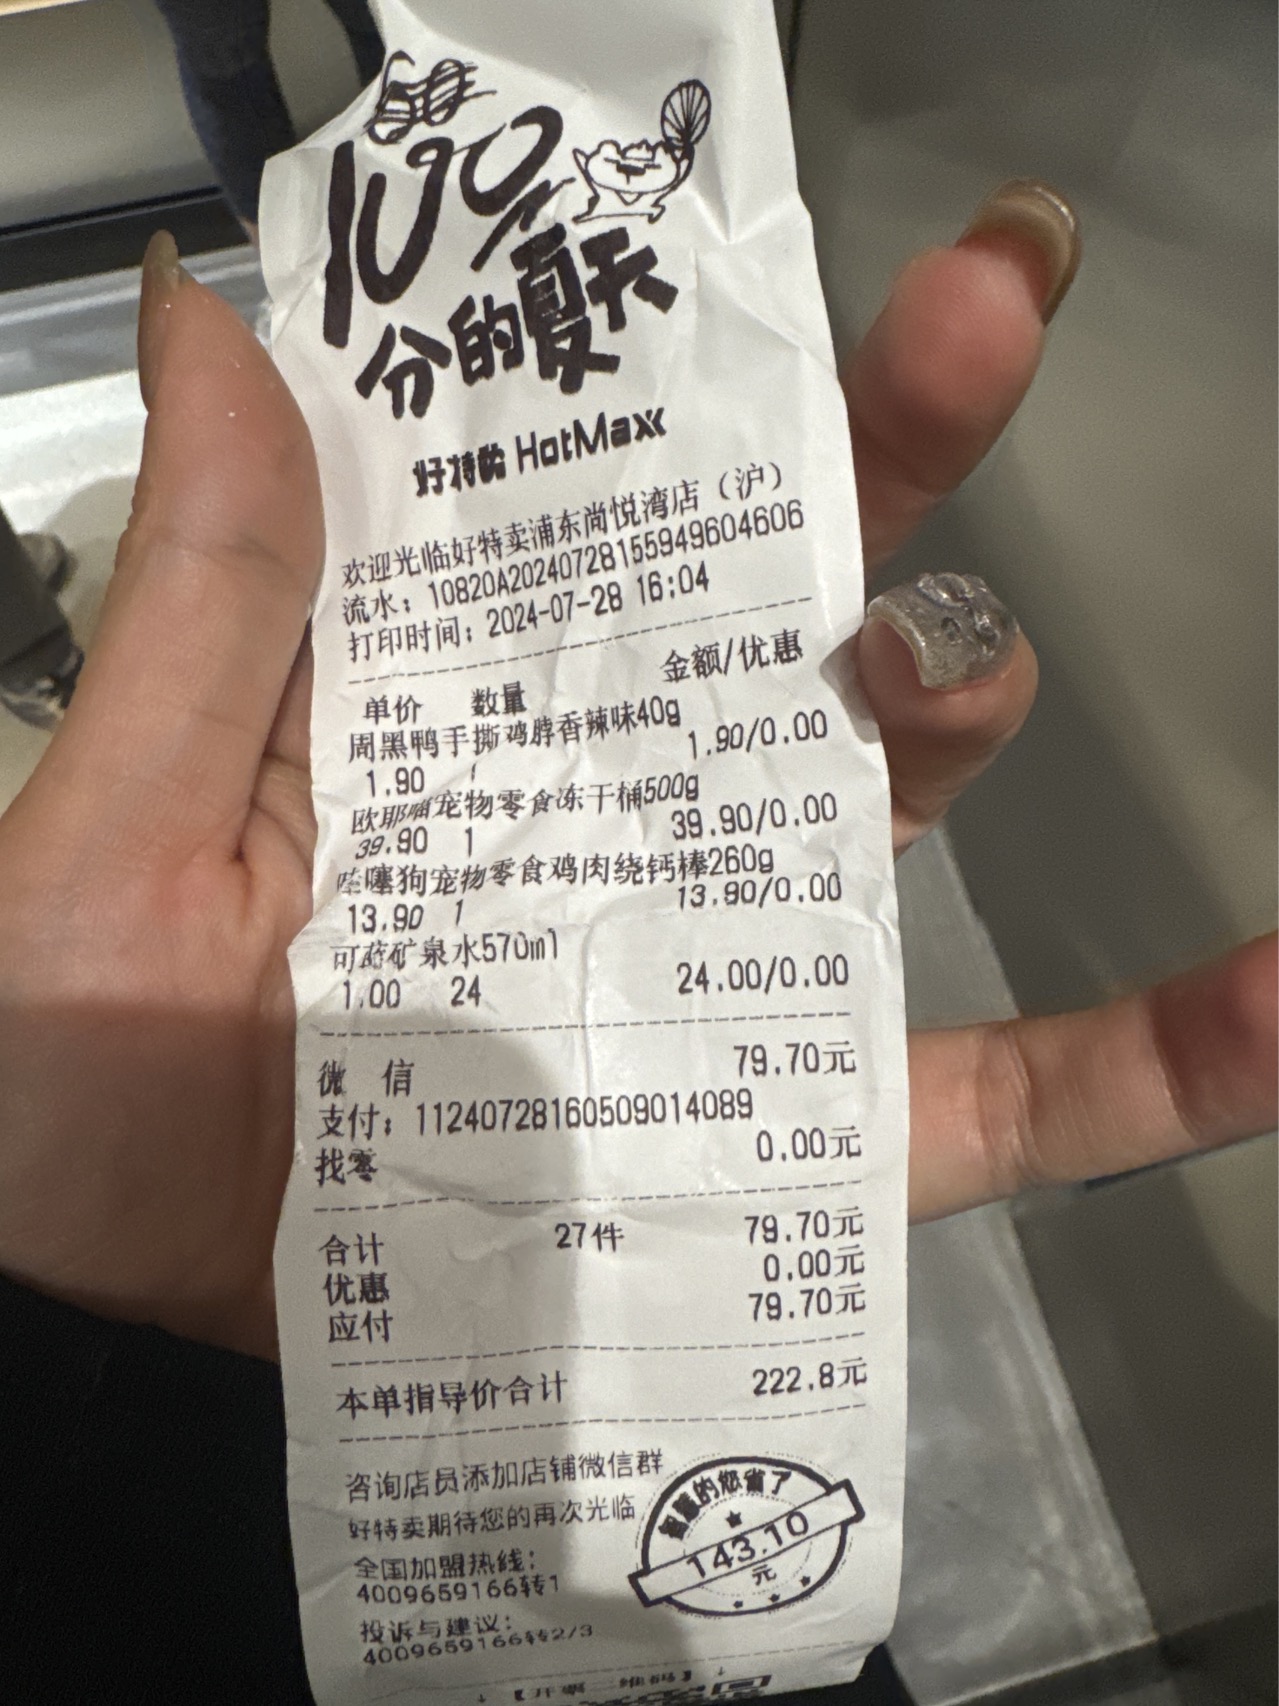 100%
分的夏天
好特卖 HotMaxx
欢迎光临好特卖浦东尚悦湾店（沪）
流水：10820A20240728155949604606
打印时间：2024-07-28 16:04
单价 数量 金额/优惠
周黑鸭手撕鸡脖香辣味40g
1.90 1 1.90/0.00
欧耶喵宠物零食冻干桶500g
39.90 1 39.90/0.00
哇噻狗宠物零食鸡肉绕钙棒260g
13.90 1 13.90/0.00
可蓝矿泉水570ml
1.00 24 24.00/0.00
微 信 79.70元
支付：11240728160509014089
找零 0.00元
合计 27件 79.70元
优惠 0.00元
应付 79.70元
本单指导价合计 222.8元
咨询店员添加店铺微信群
好特卖期待您的再次光临
全国加盟热线：
4009659166转1
投诉与建议：
4009659166转2/3
智慧的您省了
143.10
元